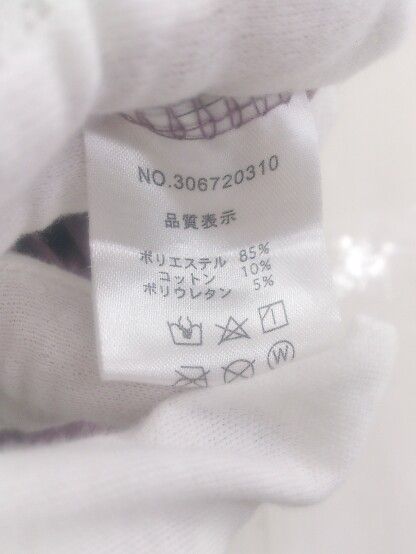 NO.306720310
品質表示
ポリエステル 85%
コットン 10%
ポリウレタン 5%
W